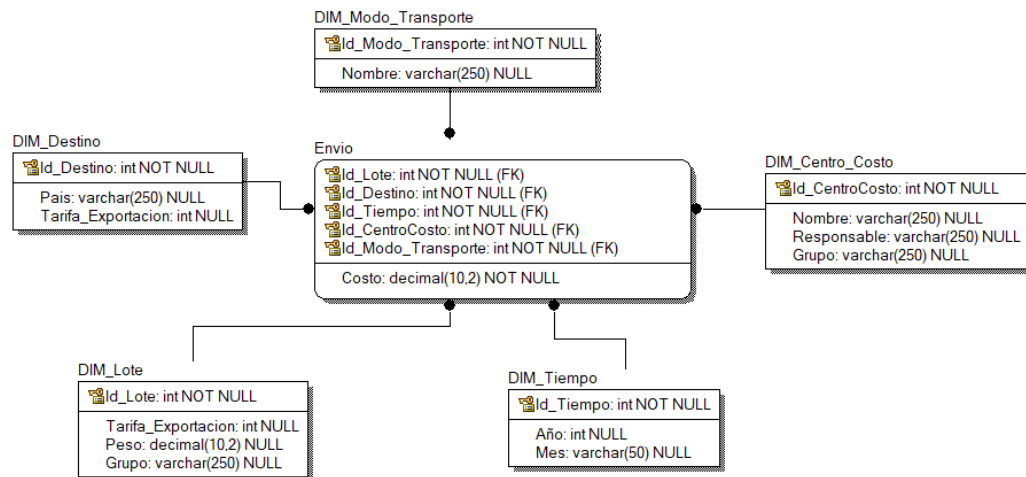 DIM_Modo_Transporte
Id_Modo_Transporte: int NOT NULL
Nombre: varchar(250) NULL
DIM_Destino
Id_Destino: int NOT NULL
Pais: varchar(250) NULL
Tarifa_Exportacion: int NULL
Envio
Id_Lote: int NOT NULL (FK)
Id_Destino: int NOT NULL (FK)
Id_Tiempo: int NOT NULL (FK)
Id_CentroCosto: int NOT NULL (FK)
Id_Modo_Transporte: int NOT NULL (FK)
Costo: decimal(10,2) NOT NULL
DIM_Centro_Costo
Id_CentroCosto: int NOT NULL
Nombre: varchar(250) NULL
Responsable: varchar(250) NULL
Grupo: varchar(250) NULL
DIM_Lote
Id_Lote: int NOT NULL
Tarifa_Exportacion: int NULL
Peso: decimal(10,2) NULL
Grupo: varchar(250) NULL
DIM_Tiempo
Id_Tiempo: int NOT NULL
Año: int NULL
Mes: varchar(50) NULL